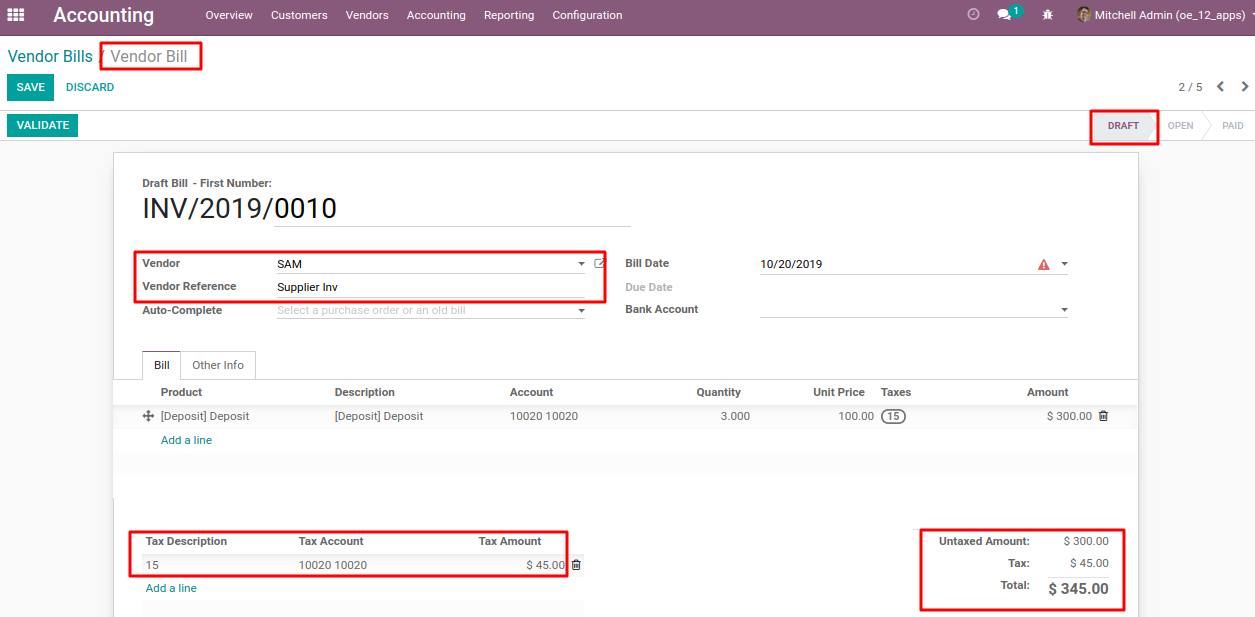 Accounting Overview Customers Vendors Accounting Reporting Configuration 1 Mitchell Admin (oe_12_apps)
Vendor Bills / Vendor Bill
SAVE DISCARD 2 / 5
VALIDATE DRAFT OPEN PAID
Draft Bill - First Number:
INV/2019/0010
Vendor SAM Bill Date 10/20/2019
Vendor Reference Supplier Inv Due Date
Auto-Complete Select a purchase order or an old bill Bank Account
Bill Other Info
Product Description Account Quantity Unit Price Taxes Amount
[Deposit] Deposit [Deposit] Deposit 10020 10020 3.000 100.00 15 $ 300.00
Add a line
Tax Description Tax Account Tax Amount Untaxed Amount: $ 300.00
15 10020 10020 $ 45.00 Tax: $ 45.00
Add a line Total: $ 345.00